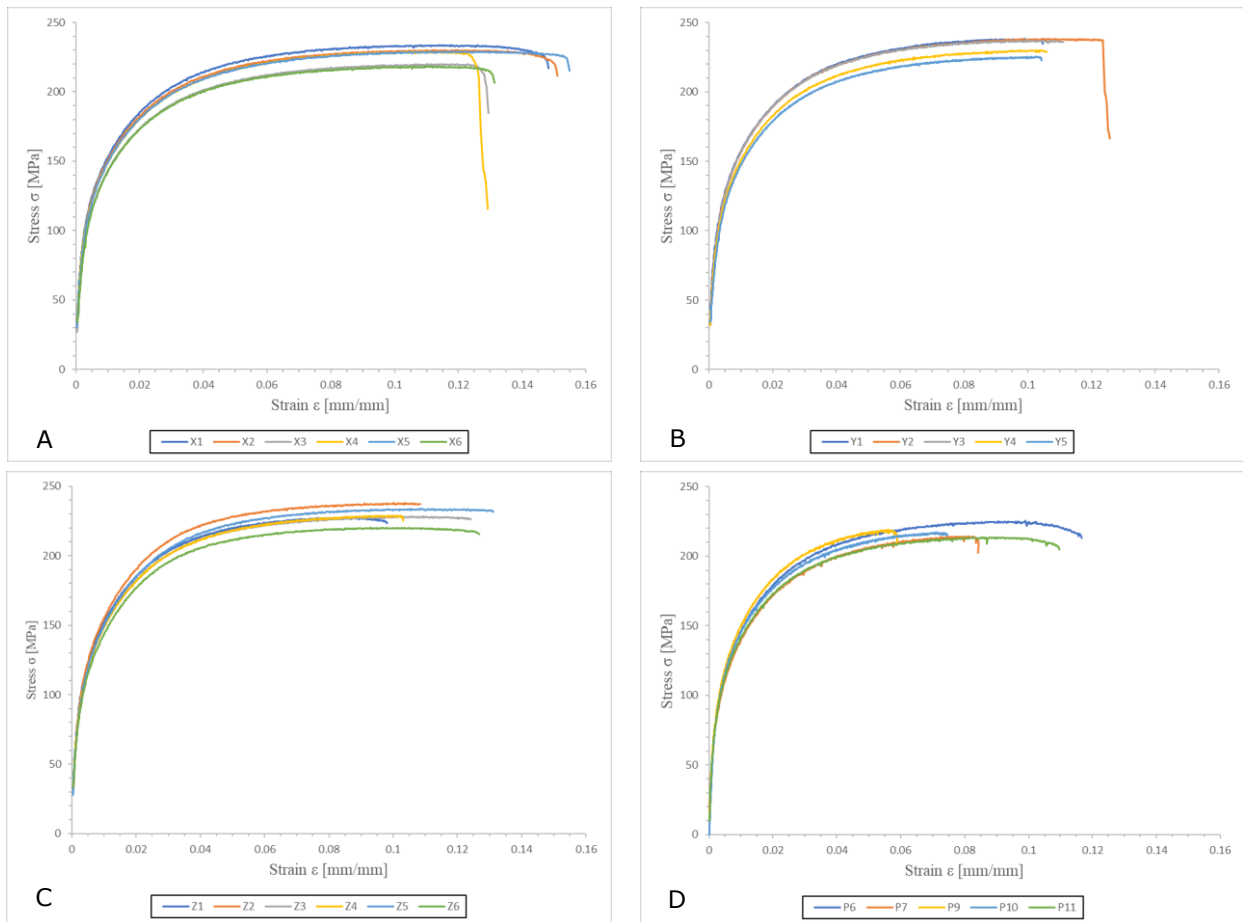 250
200
150
100
50
0
Stress σ [MPa]
0 0.02 0.04 0.06 0.08 0.1 0.12 0.14 0.16
Strain ε [mm/mm]
X1 X2 X3 X4 X5 X6
A
250
200
150
100
50
0
Stress σ [MPa]
0 0.02 0.04 0.06 0.08 0.1 0.12 0.14 0.16
Strain ε [mm/mm]
Y1 Y2 Y3 Y4 Y5
B
250
200
150
100
50
0
Stress σ [MPa]
0 0.02 0.04 0.06 0.08 0.1 0.12 0.14 0.16
Strain ε [mm/mm]
Z1 Z2 Z3 Z4 Z5 Z6
C
250
200
150
100
50
0
Stress σ [MPa]
0 0.02 0.04 0.06 0.08 0.1 0.12 0.14 0.16
Strain ε [mm/mm]
P6 P7 P9 P10 P11
D